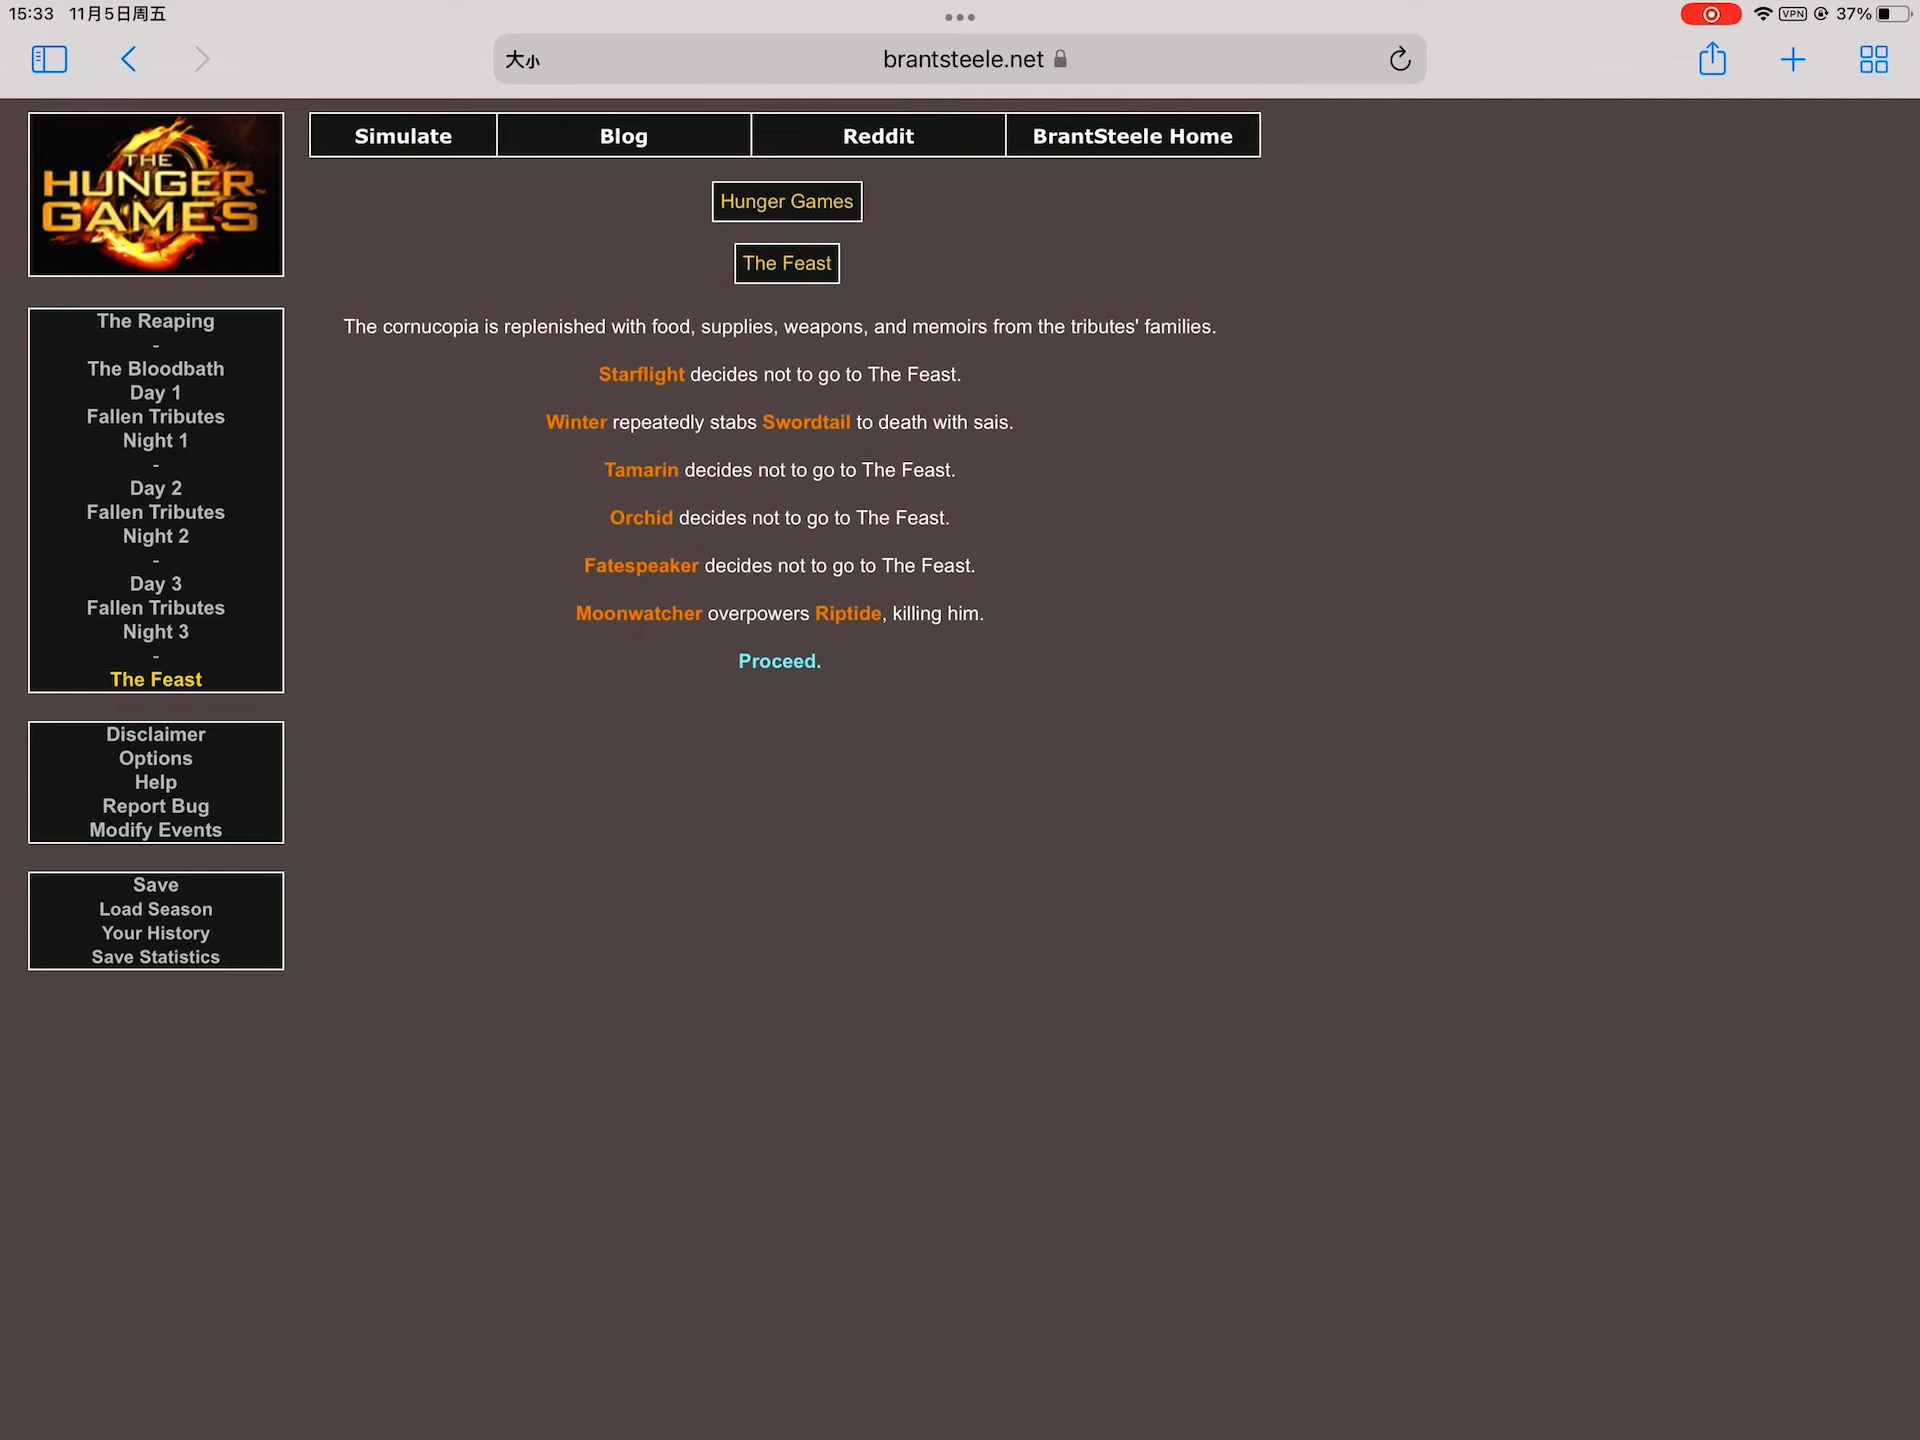 15:33 11月5日周五
VPN 37%
大小 brantsteele.net
THE
HUNGER
GAMES
Simulate Blog Reddit BrantSteele Home
Hunger Games
The Feast
The cornucopia is replenished with food, supplies, weapons, and memoirs from the tributes' families.
Starflight decides not to go to The Feast.
Winter repeatedly stabs Swordtail to death with sais.
Tamarin decides not to go to The Feast.
Orchid decides not to go to The Feast.
Fatespeaker decides not to go to The Feast.
Moonwatcher overpowers Riptide, killing him.
Proceed.
The Reaping
-
The Bloodbath
Day 1
Fallen Tributes
Night 1
-
Day 2
Fallen Tributes
Night 2
-
Day 3
Fallen Tributes
Night 3
-
The Feast
Disclaimer
Options
Help
Report Bug
Modify Events
Save
Load Season
Your History
Save Statistics